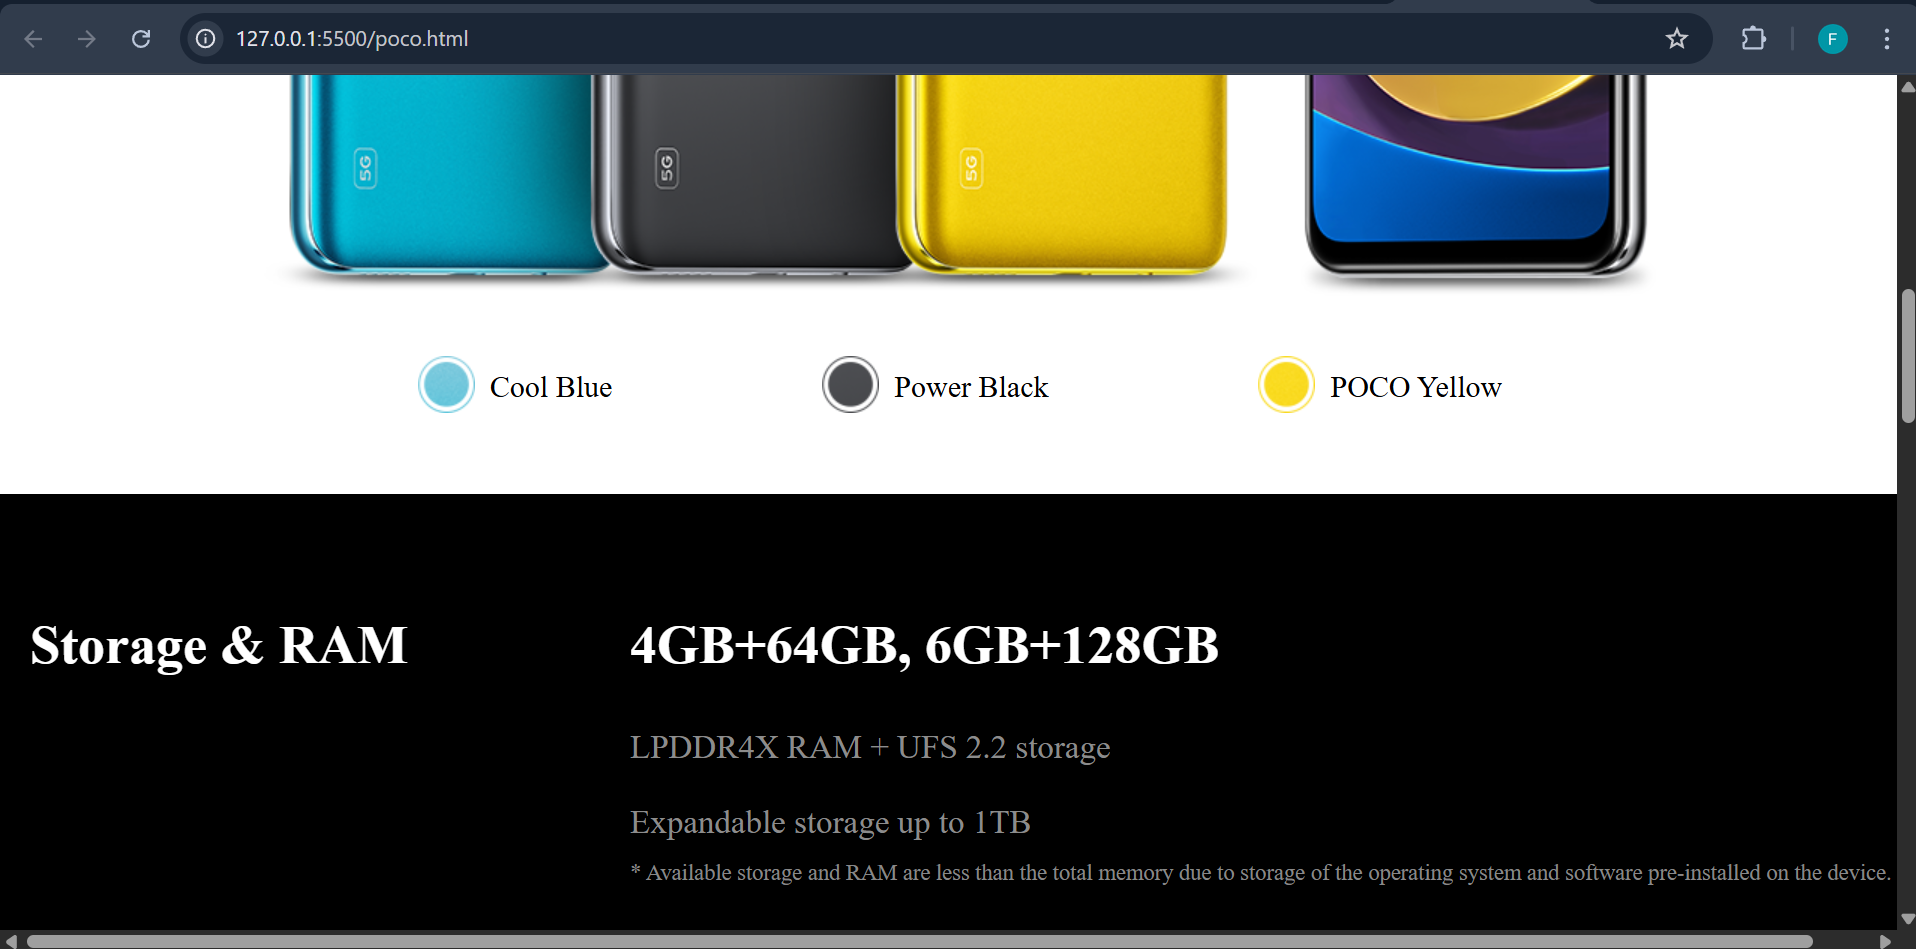 127.0.0.1:5500/poco.html
F
5G
5G
5G
Cool Blue
Power Black
POCO Yellow
Storage & RAM
4GB+64GB, 6GB+128GB
LPDDR4X RAM + UFS 2.2 storage
Expandable storage up to 1TB
* Available storage and RAM are less than the total memory due to storage of the operating system and software pre-installed on the device.